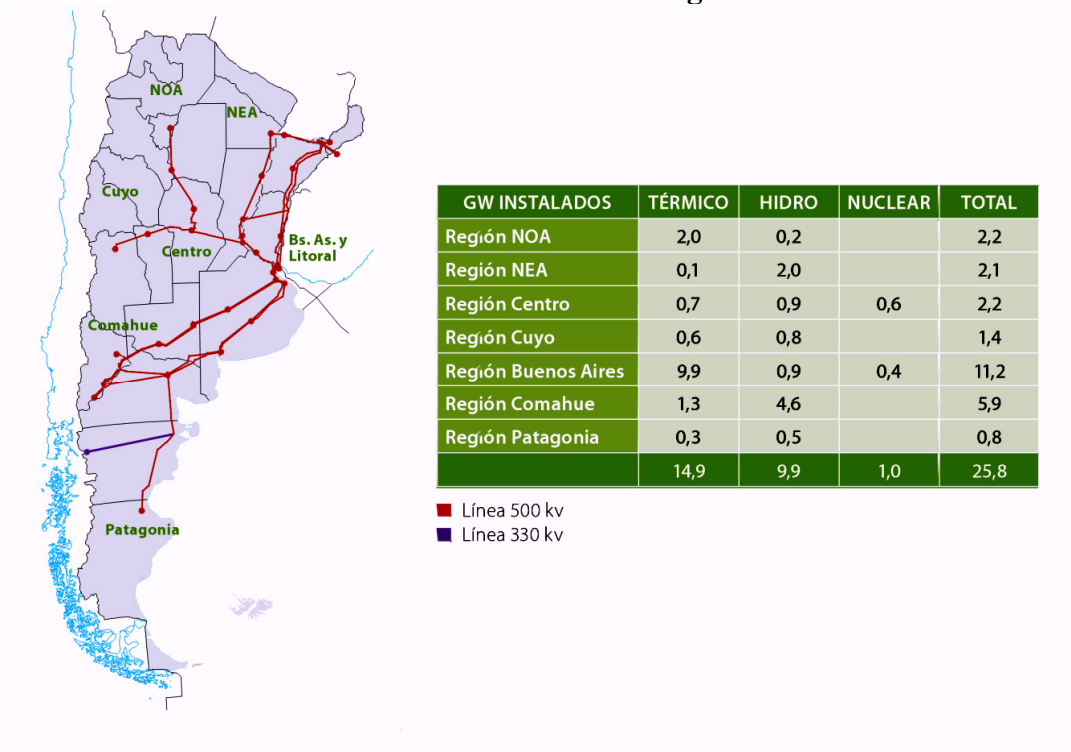 NOA
NEA
Cuyo
Bs. As. y
Litoral
Centro
Comahue
Patagonia
GW INSTALADOS TÉRMICO HIDRO NUCLEAR TOTAL
Región NOA 2,0 0,2 2,2
Región NEA 0,1 2,0 2,1
Región Centro 0,7 0,9 0,6 2,2
Región Cuyo 0,6 0,8 1,4
Región Buenos Aires 9,9 0,9 0,4 11,2
Región Comahue 1,3 4,6 5,9
Región Patagonia 0,3 0,5 0,8
14,9 9,9 1,0 25,8
Línea 500 kv
Línea 330 kv